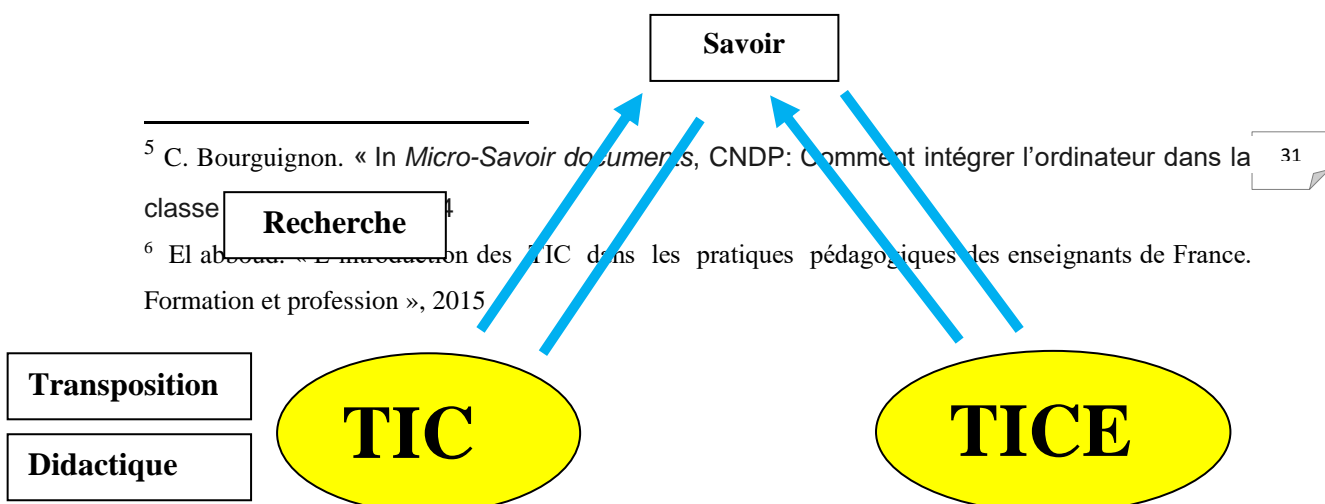 Savoir
⁵ C. Bourguignon. « In Micro-Savoir documents, CNDP: Comment intégrer l’ordinateur dans la
31
classe
Recherche
⁶ El abboud. « L’introduction des TIC dans les pratiques pédagogiques des enseignants de France.
Formation et profession », 2015
Transposition
Didactique
TIC
TICE